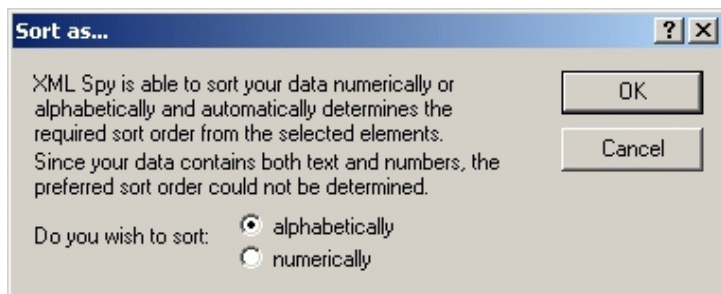 Sort as...
XML Spy is able to sort your data numerically or
alphabetically and automatically determines the
required sort order from the selected elements.
Since your data contains both text and numbers, the
preferred sort order could not be determined.
OK
Cancel
Do you wish to sort:
alphabetically
numerically